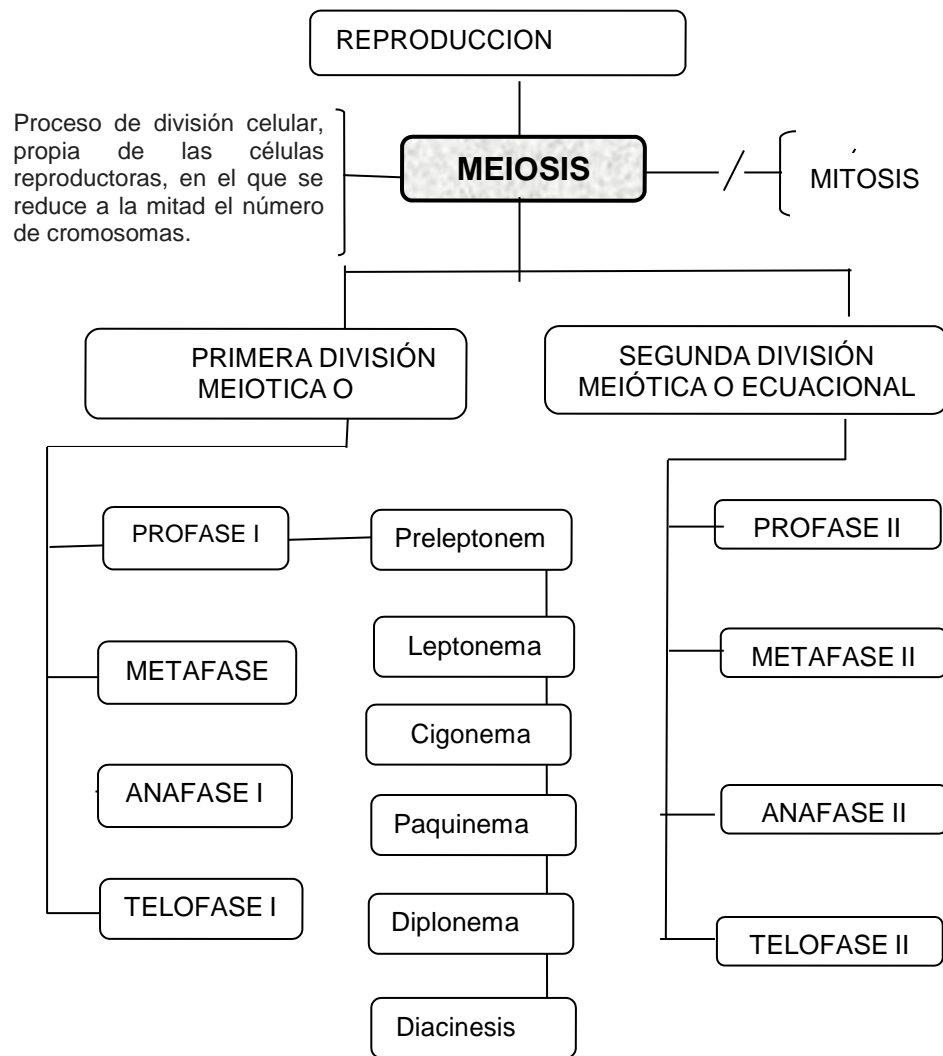 REPRODUCCION
Proceso de división celular,
propia de las células
reproductoras, en el que se
reduce a la mitad el número
de cromosomas.
MEIOSIS
MITOSIS
PRIMERA DIVISIÓN
MEIOTICA O
SEGUNDA DIVISIÓN
MEIÓTICA O ECUACIONAL
PROFASE I
METAFASE
ANAFASE I
TELOFASE I
Preleptonem
Leptonema
Cigonema
Paquinema
Diplonema
Diacinesis
PROFASE II
METAFASE II
ANAFASE II
TELOFASE II